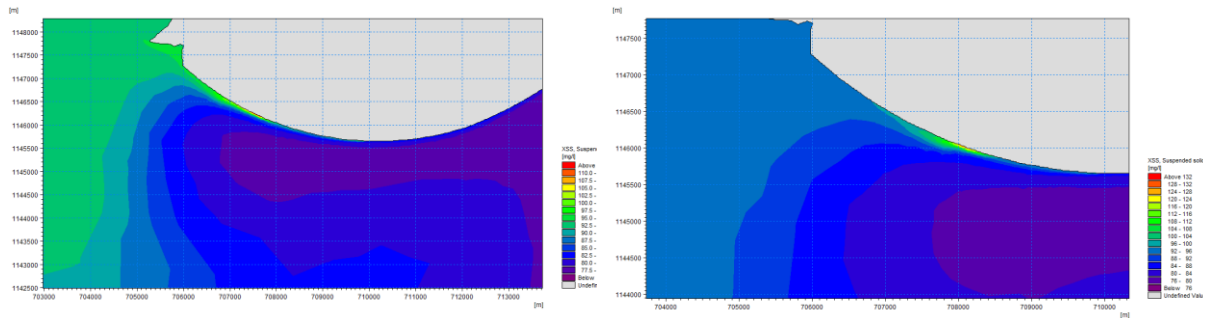 [m]
1148000
1147500
1147000
1146500
1146000
1145500
1145000
1144500
1144000
1143500
1143000
1142500
703000 704000 705000 706000 707000 708000 709000 710000 711000 712000 713000
[m]
XSS, Suspen
[mg/l]
Above
110.0 -
107.5 -
105.0 -
102.5 -
100.0 -
97.5 -
95.0 -
92.5 -
90.0 -
87.5 -
85.0 -
82.5 -
80.0 -
77.5 -
Below
Undefin
[m]
1147500
1147000
1146500
1146000
1145500
1145000
1144500
1144000
704000 705000 706000 707000 708000 709000 710000
[m]
XSS, Suspended soli
[mg/l]
Above 132
128 - 132
124 - 128
120 - 124
116 - 120
112 - 116
108 - 112
104 - 108
100 - 104
96 - 100
92 - 96
88 - 92
84 - 88
80 - 84
76 - 80
Below 76
Undefined Valu